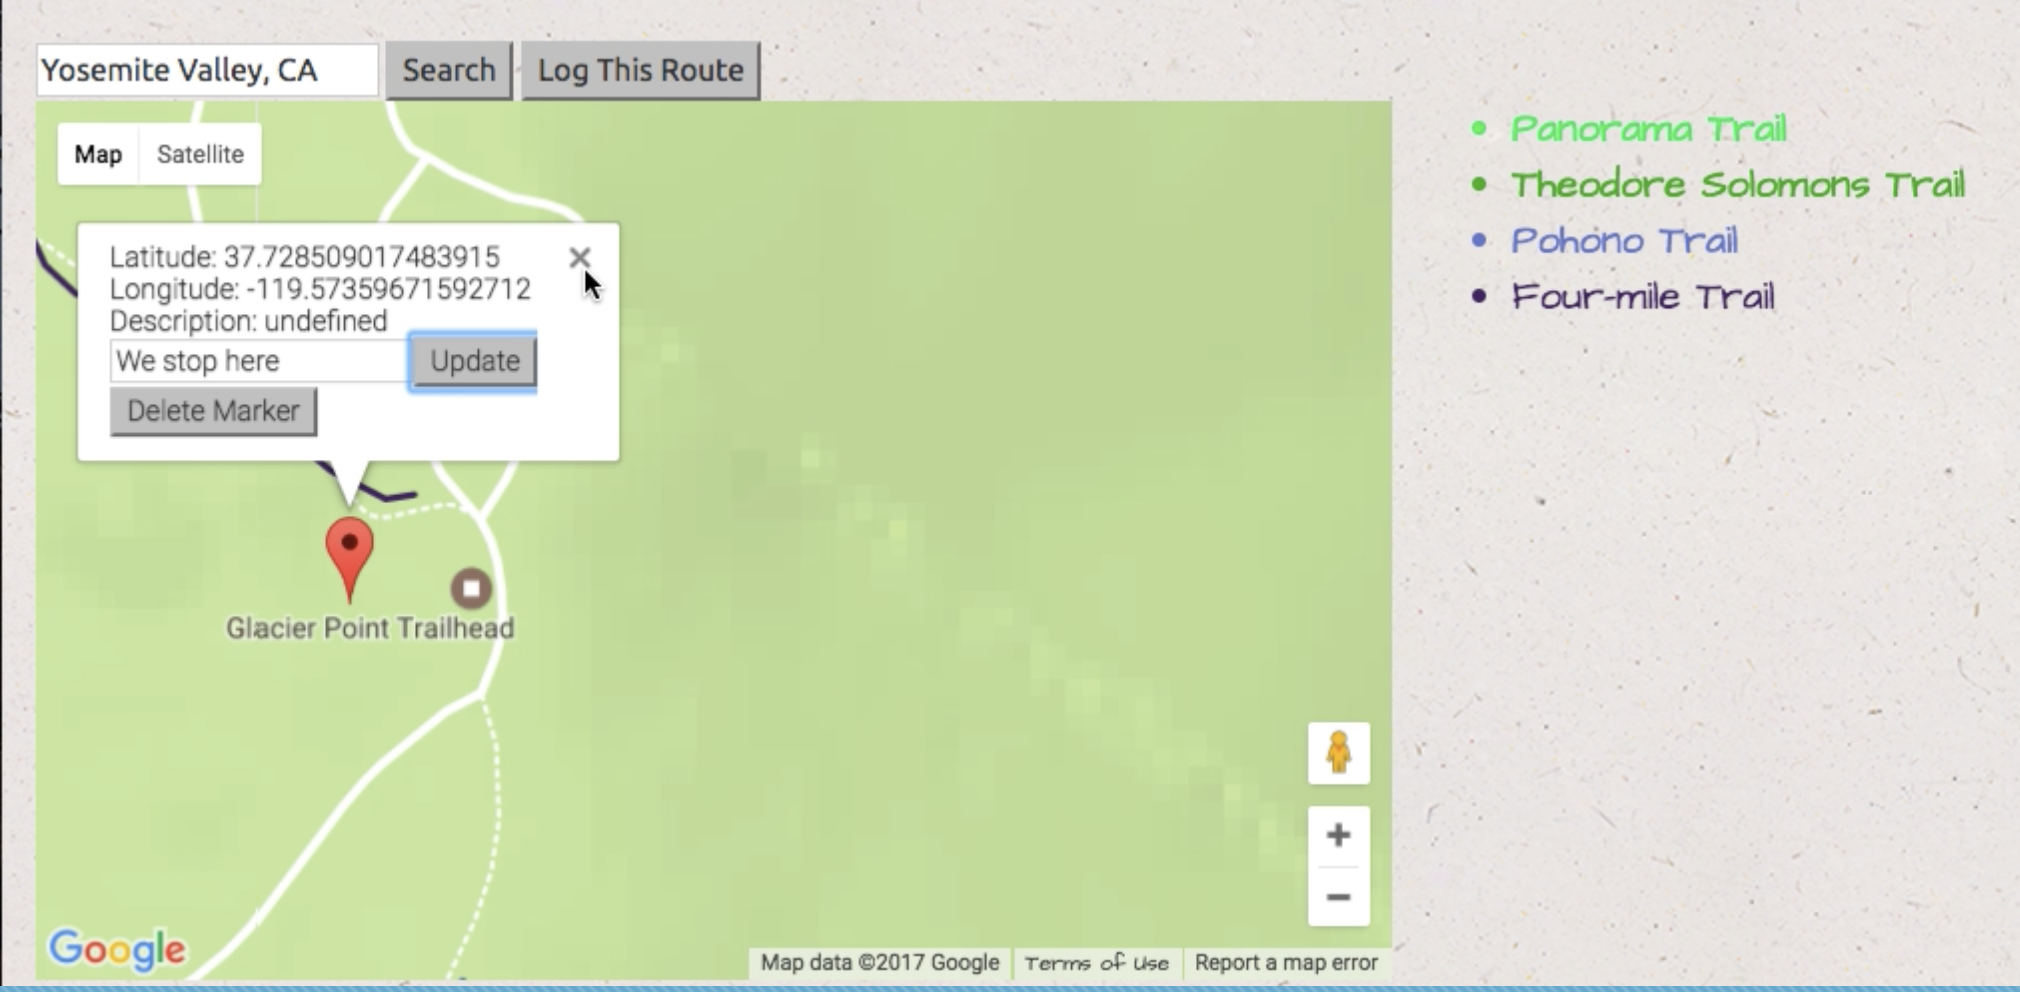 Yosemite Valley, CA Search Log This Route
Map Satellite
Latitude: 37.728509017483915
Longitude: -119.57359671592712
Description: undefined
We stop here Update
Delete Marker
Glacier Point Trailhead
Google
Map data ©2017 Google Terms of Use Report a map error
Panorama Trail
Theodore Solomons Trail
Pohono Trail
Four-mile Trail